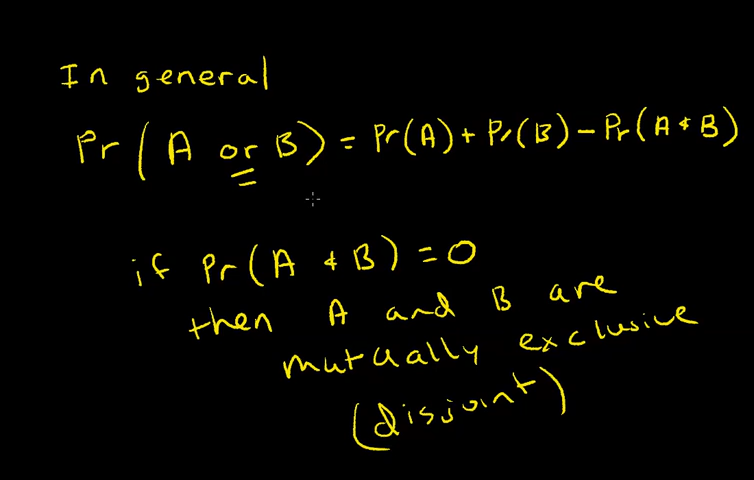 In general
Pr(A or B) = Pr(A) + Pr(B) - Pr(A & B)
if Pr(A & B) = 0
then A and B are
mutually exclusive
(disjoint)